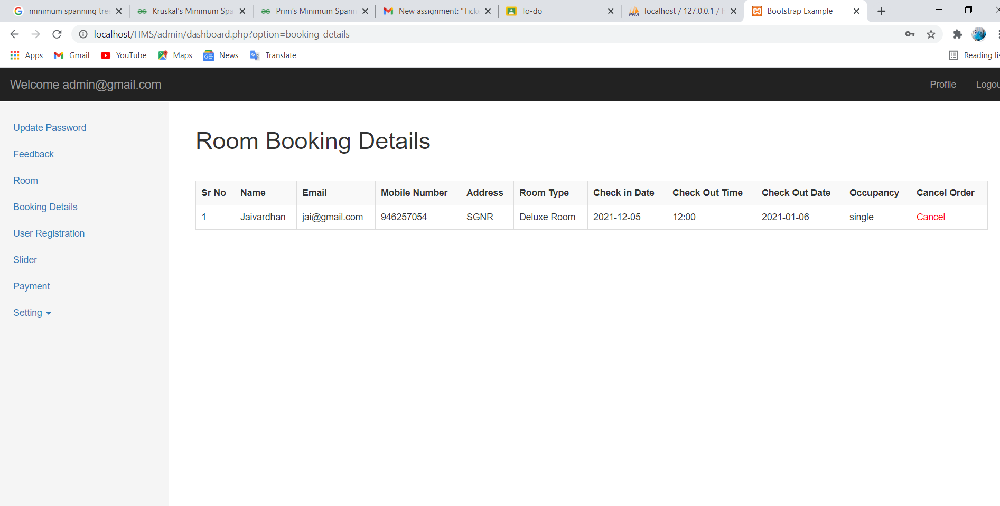 minimum spanning tre
Kruskal's Minimum Spa
Prim's Minimum Spann
New assignment: "Ticke
To-do
localhost / 127.0.0.1 / h
Bootstrap Example
localhost/HMS/admin/dashboard.php?option=booking_details
Apps Gmail YouTube Maps News Translate Reading lis
Welcome admin@gmail.com Profile Logou
Update Password
Feedback
Room
Booking Details
User Registration
Slider
Payment
Setting
Room Booking Details
Sr No Name Email Mobile Number Address Room Type Check in Date Check Out Time Check Out Date Occupancy Cancel Order
1 Jaivardhan jai@gmail.com 946257054 SGNR Deluxe Room 2021-12-05 12:00 2021-01-06 single Cancel